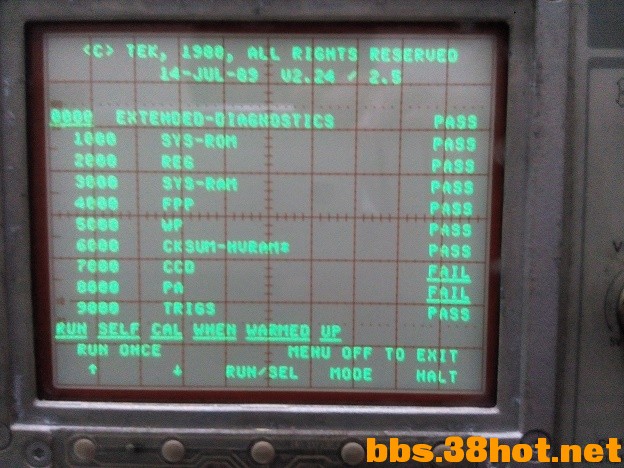 <C> TEK, 1988, ALL RIGHTS RESERVED
14-JUL-89 V2.24 / 2.5
0000 EXTENDED-DIAGNOSTICS PASS
1000 SYS-ROM PASS
2000 REG PASS
3000 SYS-RAM PASS
4000 FPP PASS
5000 WP PASS
6000 CKSUM-NVRAM# PASS
7000 CCD FAIL
8000 PA FAIL
9000 TRIGS PASS
RUN SELF CAL WHEN WARMED UP
RUN ONCE MENU OFF TO EXIT
↑ ↓ RUN/SEL MODE HALT
bbs.38hot.net